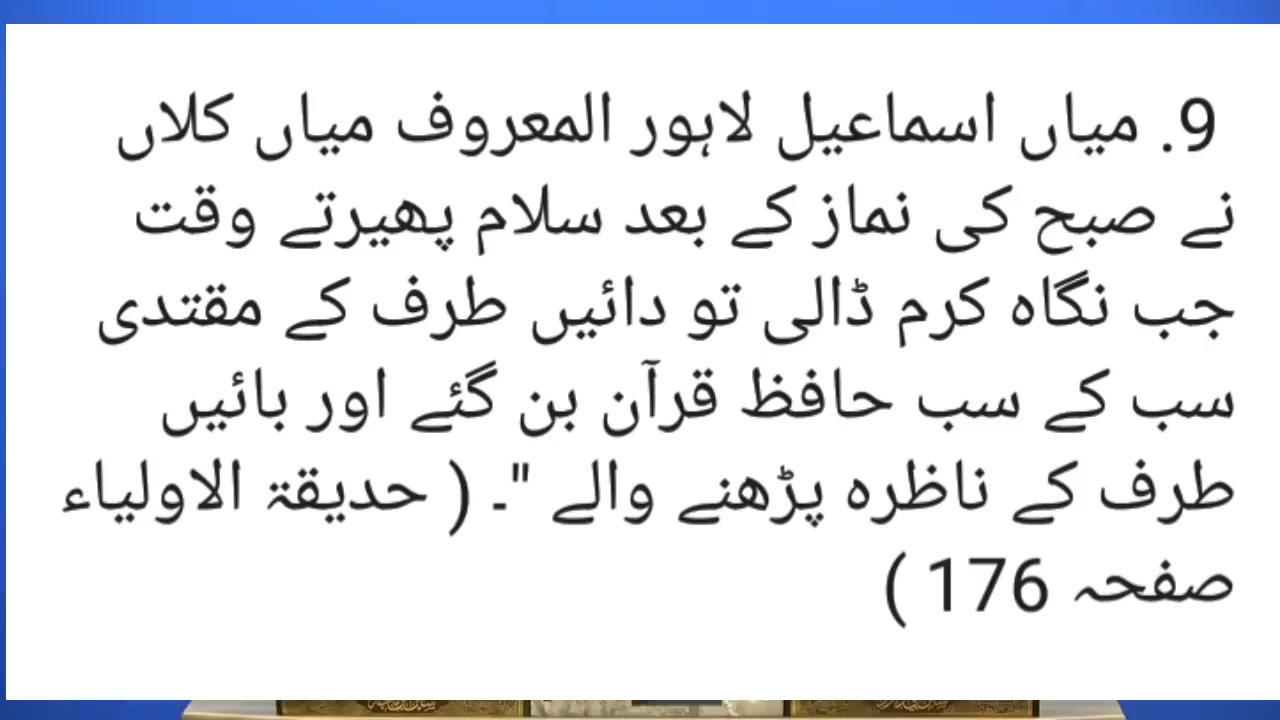 9. میاں اسماعیل لاہور المعروف میاں کلاں
نے صبح کی نماز کے بعد سلام پھیرتے وقت
جب نگاہ کرم ڈالی تو دائیں طرف کے مقتدی
سب کے سب حافظ قرآن بن گئے اور بائیں
طرف کے ناظرہ پڑھنے والے "۔ ( حدیقۃ الاولیاء
صفحہ 176 )